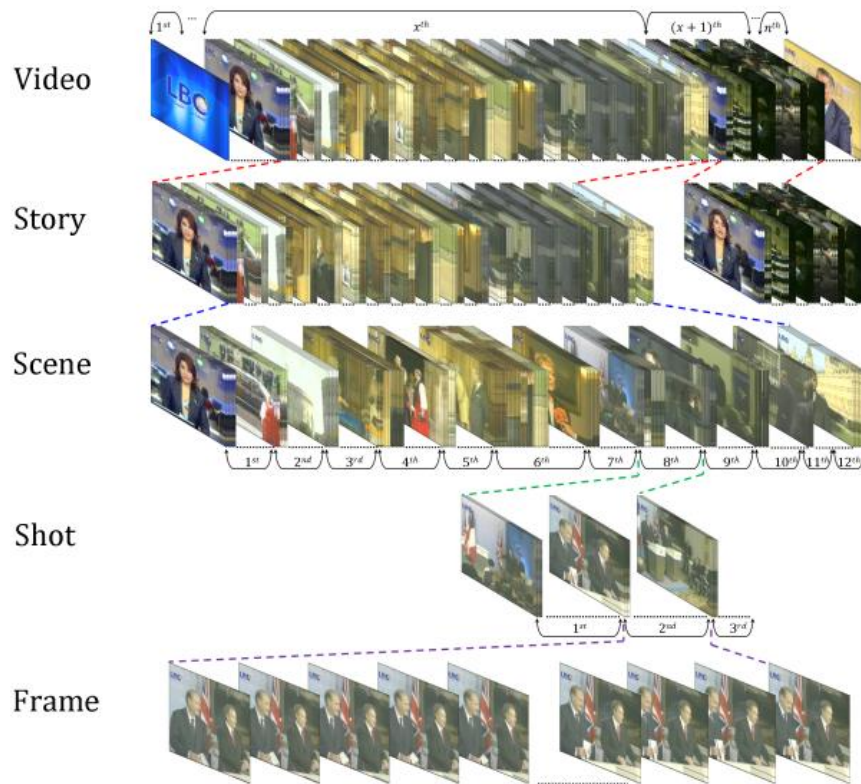 1st ... xth (x + 1)th ... nth
Video
LBC
Story
Scene
1st 2nd 3rd 4th 5th 6th 7th 8th 9th 10th 11th 12th
Shot
1st 2nd 3rd
Frame